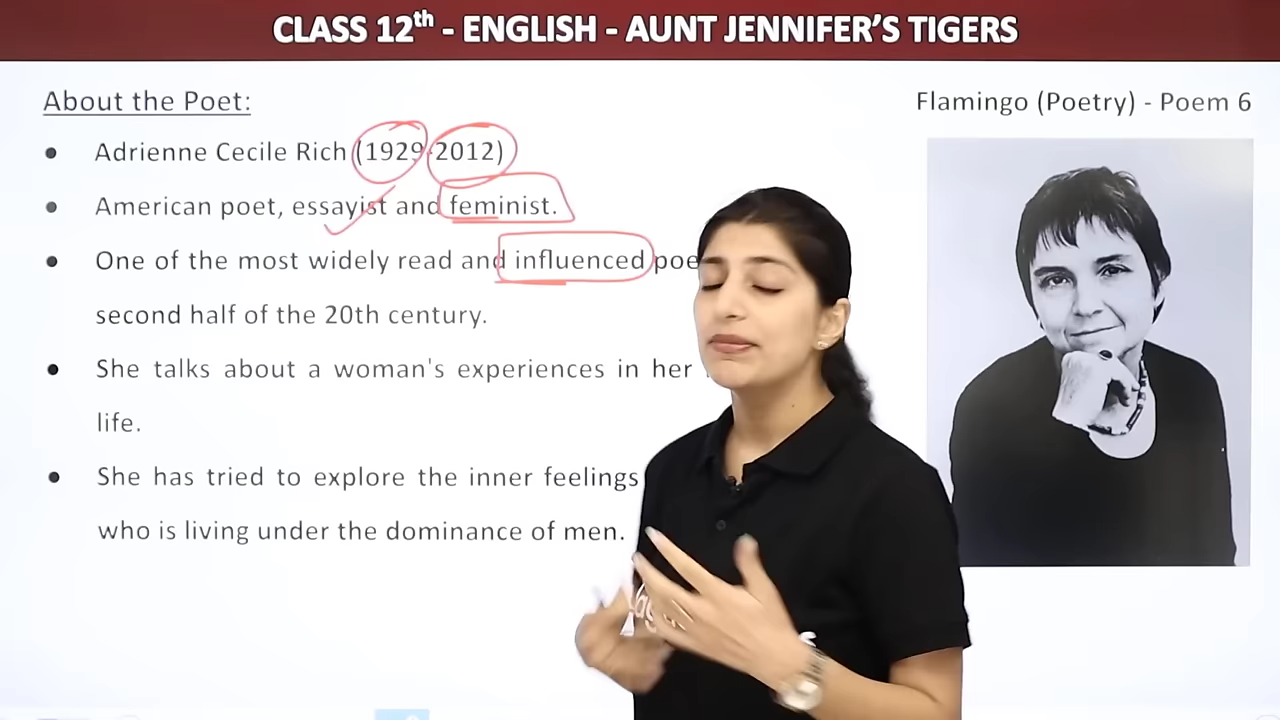 CLASS 12th - ENGLISH - AUNT JENNIFER'S TIGERS
About the Poet:
Flamingo (Poetry) - Poem 6
• Adrienne Cecile Rich (1929-2012)
• American poet, essayist and feminist.
• One of the most widely read and influenced
second half of the 20th century.
• She talks about a woman's experiences in her
life.
• She has tried to explore the inner feelings
who is living under the dominance of men.